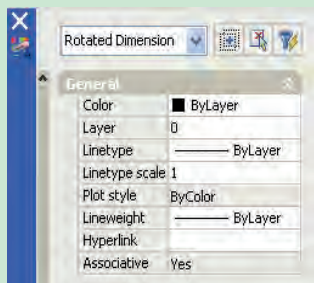 Rotated Dimension
General
Color ByLayer
Layer 0
Linetype ByLayer
Linetype scale 1
Plot style ByColor
Lineweight ByLayer
Hyperlink
Associative Yes